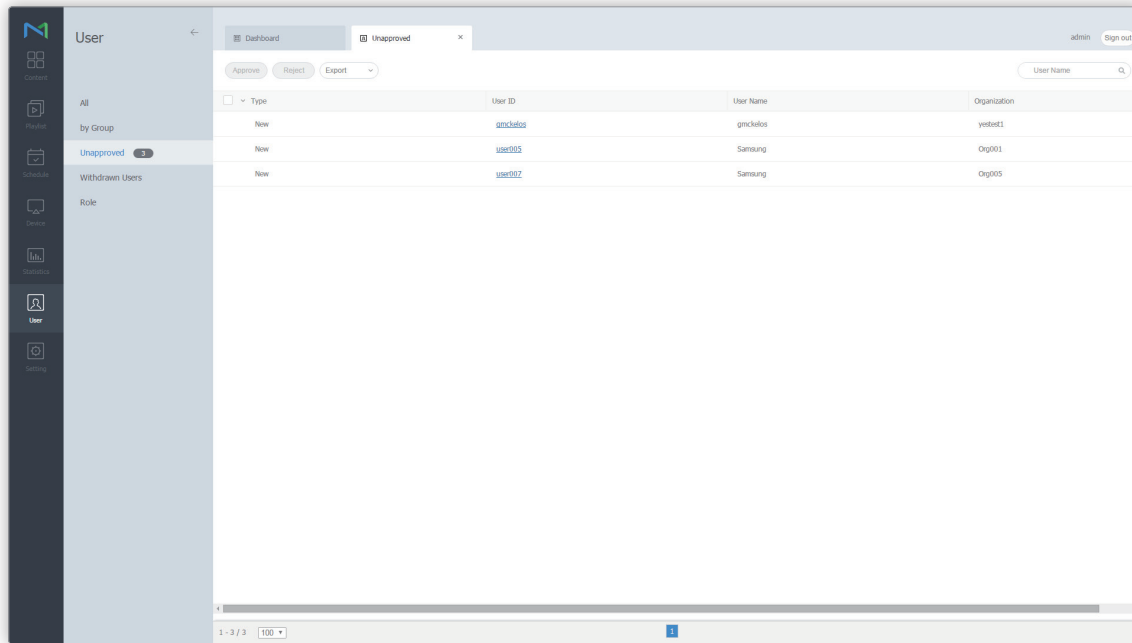 User
Dashboard
Unapproved
admin
Sign out
Content
Playlist
Schedule
Device
Statistics
User
Setting
All
by Group
Unapproved 3
Withdrawn Users
Role
Approve Reject Export
User Name
Type User ID User Name Organization
New gmckelos gmckelos yestest1
New user005 Samsung Org001
New user007 Samsung Org005
1 - 3 / 3 100
1